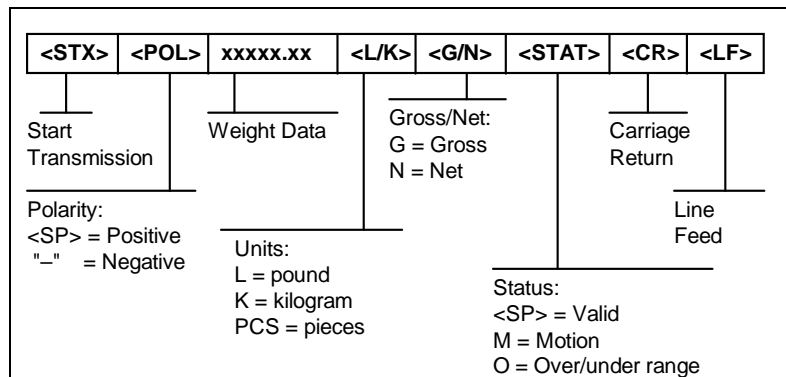 <STX> <POL> xxxxx.xx <L/K> <G/N> <STAT> <CR> <LF>
Start
Transmission
Weight Data
Gross/Net:
G = Gross
N = Net
Carriage
Return
Polarity:
<SP> = Positive
"–" = Negative
Units:
L = pound
K = kilogram
PCS = pieces
Line
Feed
Status:
<SP> = Valid
M = Motion
O = Over/under range